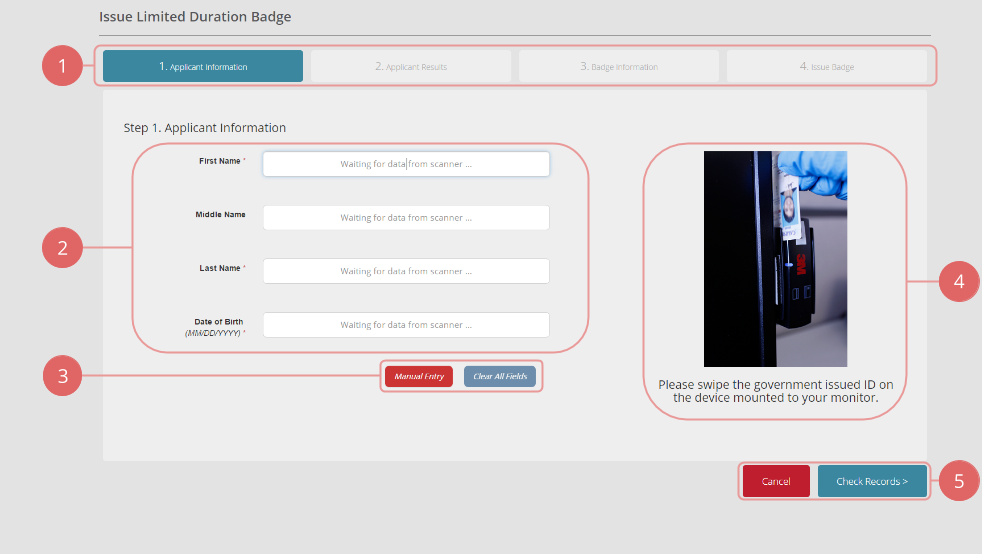 Issue Limited Duration Badge
1
1. Applicant Information
2. Applicant Results
3. Badge Information
4. Issue Badge
Step 1. Applicant Information
2
First Name *
Waiting for data from scanner ...
Middle Name
Waiting for data from scanner ...
Last Name *
Waiting for data from scanner ...
Date of Birth
(MM/DD/YYYY) *
Waiting for data from scanner ...
3
Manual Entry
Clear All Fields
3M
4
Please swipe the government issued ID on
the device mounted to your monitor.
Cancel
Check Records >
5